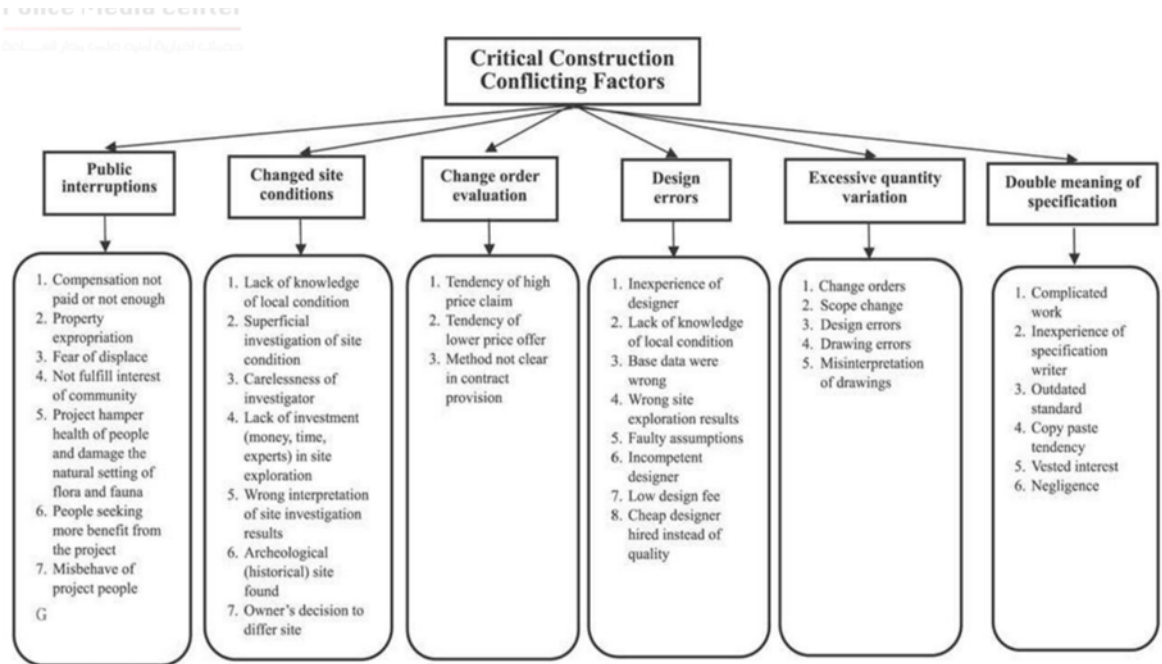 Police Media Center
Critical Construction
Conflicting Factors
Public
interruptions
1. Compensation not
paid or not enough
2. Property
expropriation
3. Fear of displace
4. Not fulfill interest
of community
5. Project hamper
health of people
and damage the
natural setting of
flora and fauna
6. People seeking
more benefit from
the project
7. Misbehave of
project people
G
Changed site
conditions
1. Lack of knowledge
of local condition
2. Superficial
investigation of site
condition
3. Carelessness of
investigator
4. Lack of investment
(money, time,
experts) in site
exploration
5. Wrong interpretation
of site investigation
results
6. Archeological
(historical) site
found
7. Owner's decision to
differ site
Change order
evaluation
1. Tendency of high
price claim
2. Tendency of
lower price offer
3. Method not clear
in contract
provision
Design
errors
1. Inexperience of
designer
2. Lack of knowledge
of local condition
3. Base data were
wrong
4. Wrong site
exploration results
5. Faulty assumptions
6. Incompetent
designer
7. Low design fee
8. Cheap designer
hired instead of
quality
Excessive quantity
variation
1. Change orders
2. Scope change
3. Design errors
4. Drawing errors
5. Misinterpretation
of drawings
Double meaning of
specification
1. Complicated
work
2. Inexperience of
specification
writer
3. Outdated
standard
4. Copy paste
tendency
5. Vested interest
6. Negligence